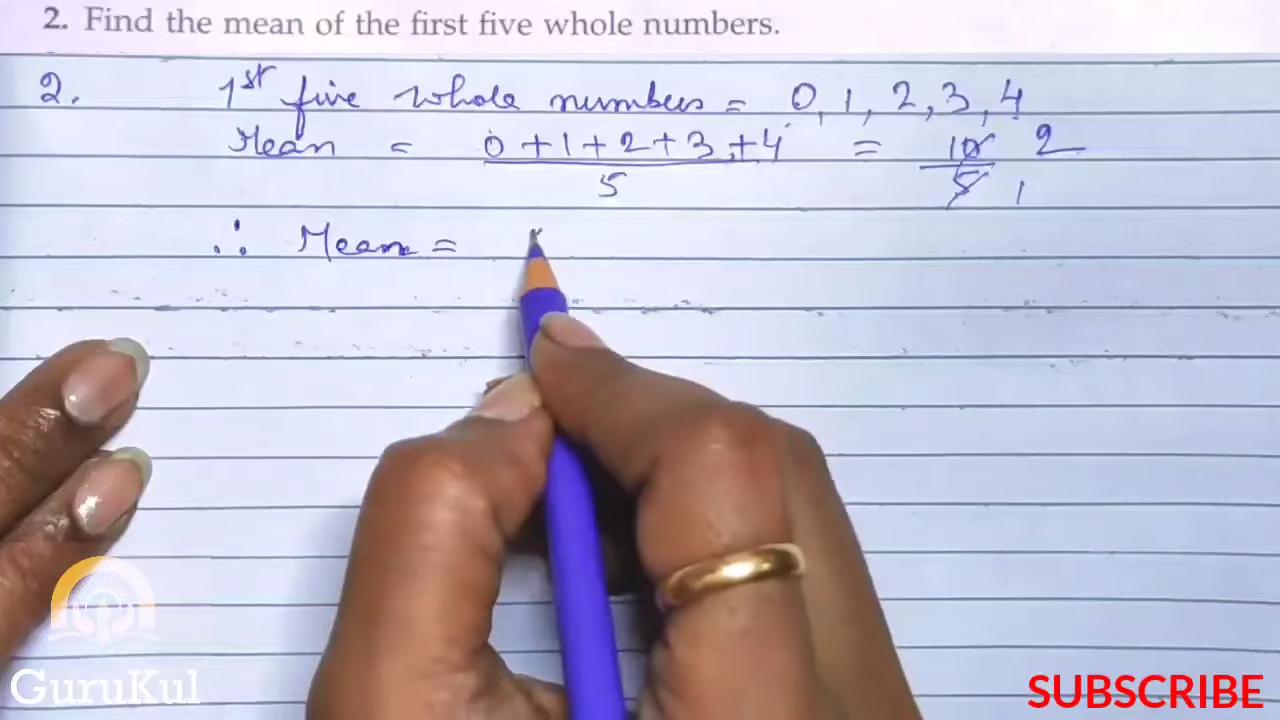 2. Find the mean of the first five whole numbers.
2. 1st five whole numbers = 0, 1, 2, 3, 4
Mean = 0+1+2+3+4 / 5 = 10 / 5 2 1
∴ Mean =
GuruKul
SUBSCRIBE